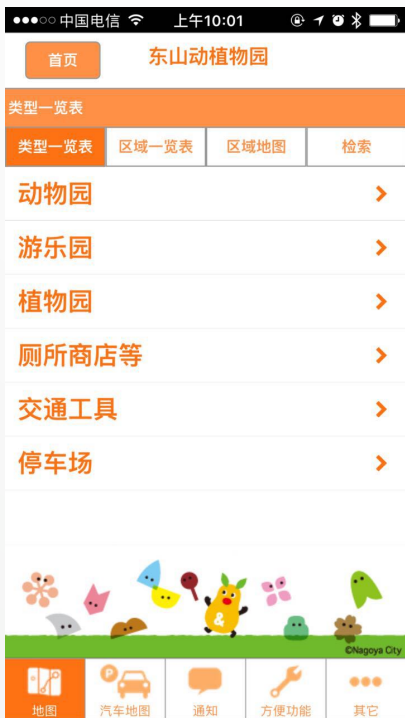 中国电信 上午10:01
首页 东山动植物园
类型一览表
类型一览表 区域一览表 区域地图 检索
动物园
游乐园
植物园
厕所商店等
交通工具
停车场
&
©Nagoya City
P
地图 汽车地图 通知 方便功能 其它